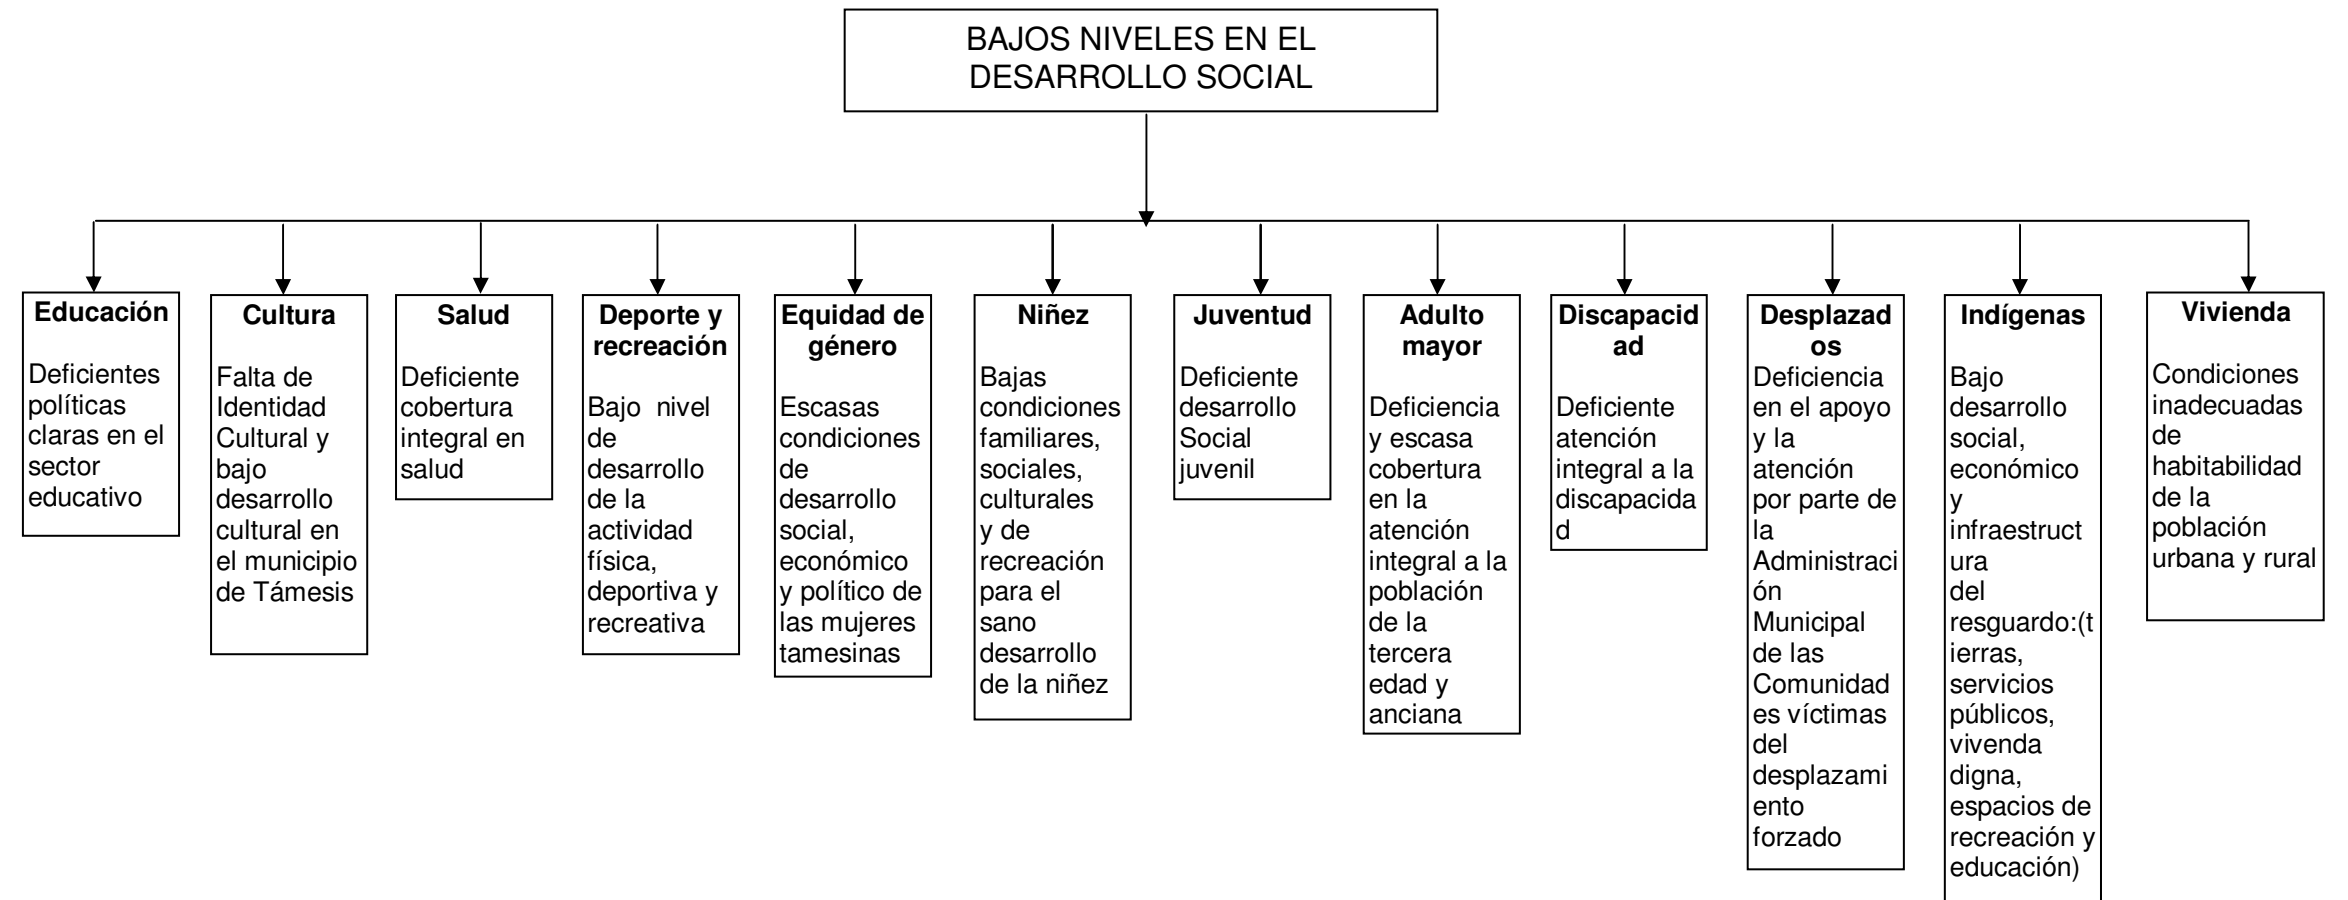 BAJOS NIVELES EN EL
DESARROLLO SOCIAL
Educación
Deficientes
políticas
claras en el
sector
educativo
Cultura
Falta de
Identidad
Cultural y
bajo
desarrollo
cultural en
el municipio
de Támesis
Salud
Deficiente
cobertura
integral en
salud
Deporte y
recreación
Bajo nivel
de
desarrollo
de la
actividad
física,
deportiva y
recreativa
Equidad de
género
Escasas
condiciones
de
desarrollo
social,
económico
y político de
las mujeres
tamesinas
Niñez
Bajas
condiciones
familiares,
sociales,
culturales
y de
recreación
para el
sano
desarrollo
de la niñez
Juventud
Deficiente
desarrollo
Social
juvenil
Adulto
mayor
Deficiencia
y escasa
cobertura
en la
atención
integral a la
población
de la
tercera
edad y
anciana
Discapacid
ad
Deficiente
atención
integral a la
discapacida
d
Desplazad
os
Deficiencia
en el apoyo
y la
atención
por parte de
la
Administraci
ón
Municipal
de las
Comunidad
es víctimas
del
desplazami
ento
forzado
Indígenas
Bajo
desarrollo
social,
económico
y
infraestruct
ura
del
resguardo:(t
ierras,
servicios
públicos,
vivenda
digna,
espacios de
recreación y
educación)
Vivienda
Condiciones
inadecuadas
de
habitabilidad
de la
población
urbana y rural